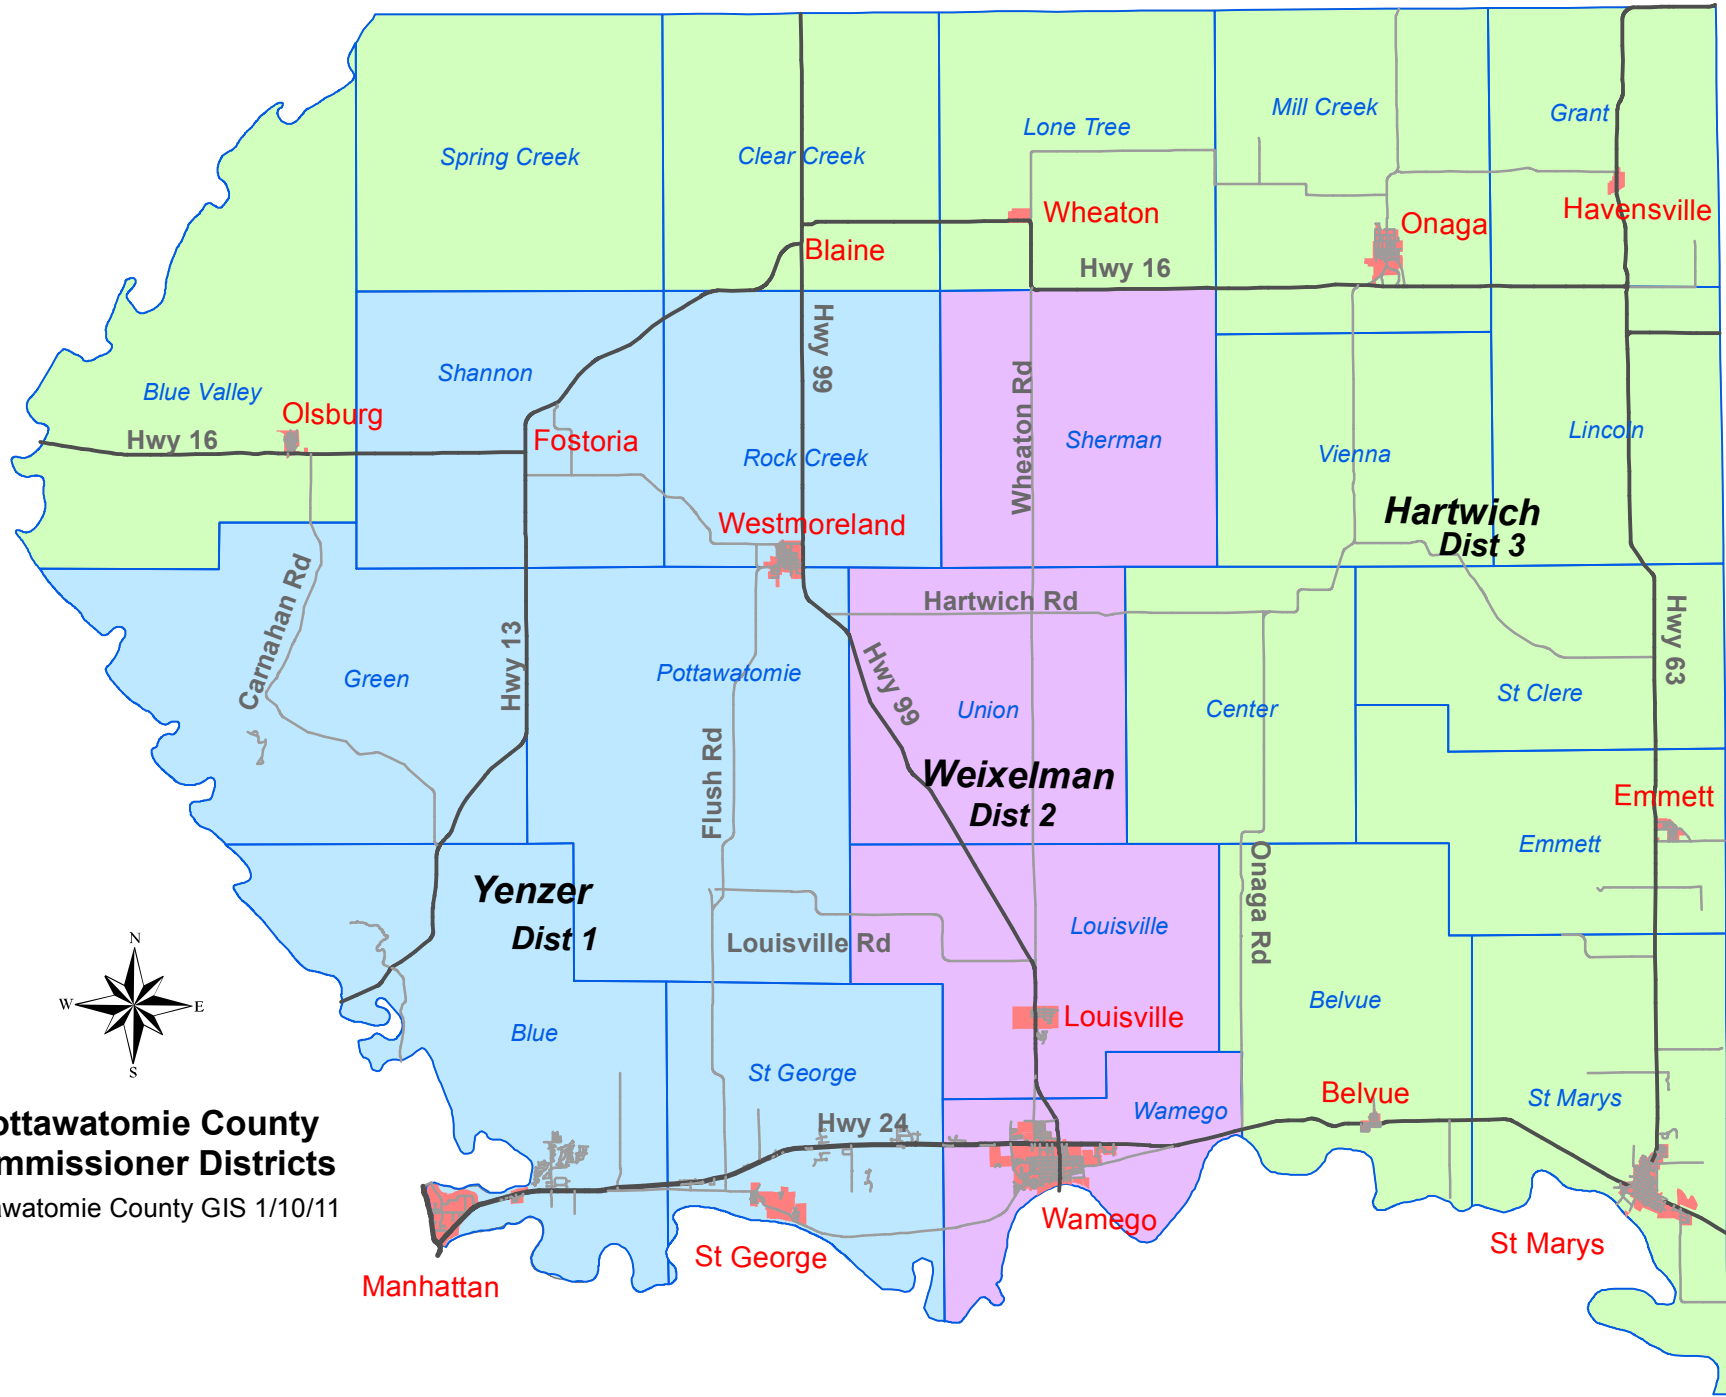 Mill Creek
Grant
Lone Tree
Spring Creek
Clear Creek
Wheaton
Havensville
Onaga
Blaine
Hwy 16
Hwy 99
Shannon
Blue Valley
Olsburg
Hwy 16
Fostoria
Wheaton Rd
Sherman
Lincoln
Rock Creek
Vienna
Hartwich
Dist 3
Westmoreland
Carnahan Rd
Hartwich Rd
Hwy 63
Hwy 13
Green
Pottawatomie
Hwy 99
Union
Center
St Clere
Flush Rd
Weixelman
Dist 2
Emmett
Emmett
Yenzer
Dist 1
Onaga Rd
Louisville
Louisville Rd
N
W
E
S
Belvue
Louisville
Blue
St George
Belvue
St Marys
Wamego
Hwy 24
ottawatomie County
mmissioner Districts
awatomie County GIS 1/10/11
Wamego
St George
St Marys
Manhattan